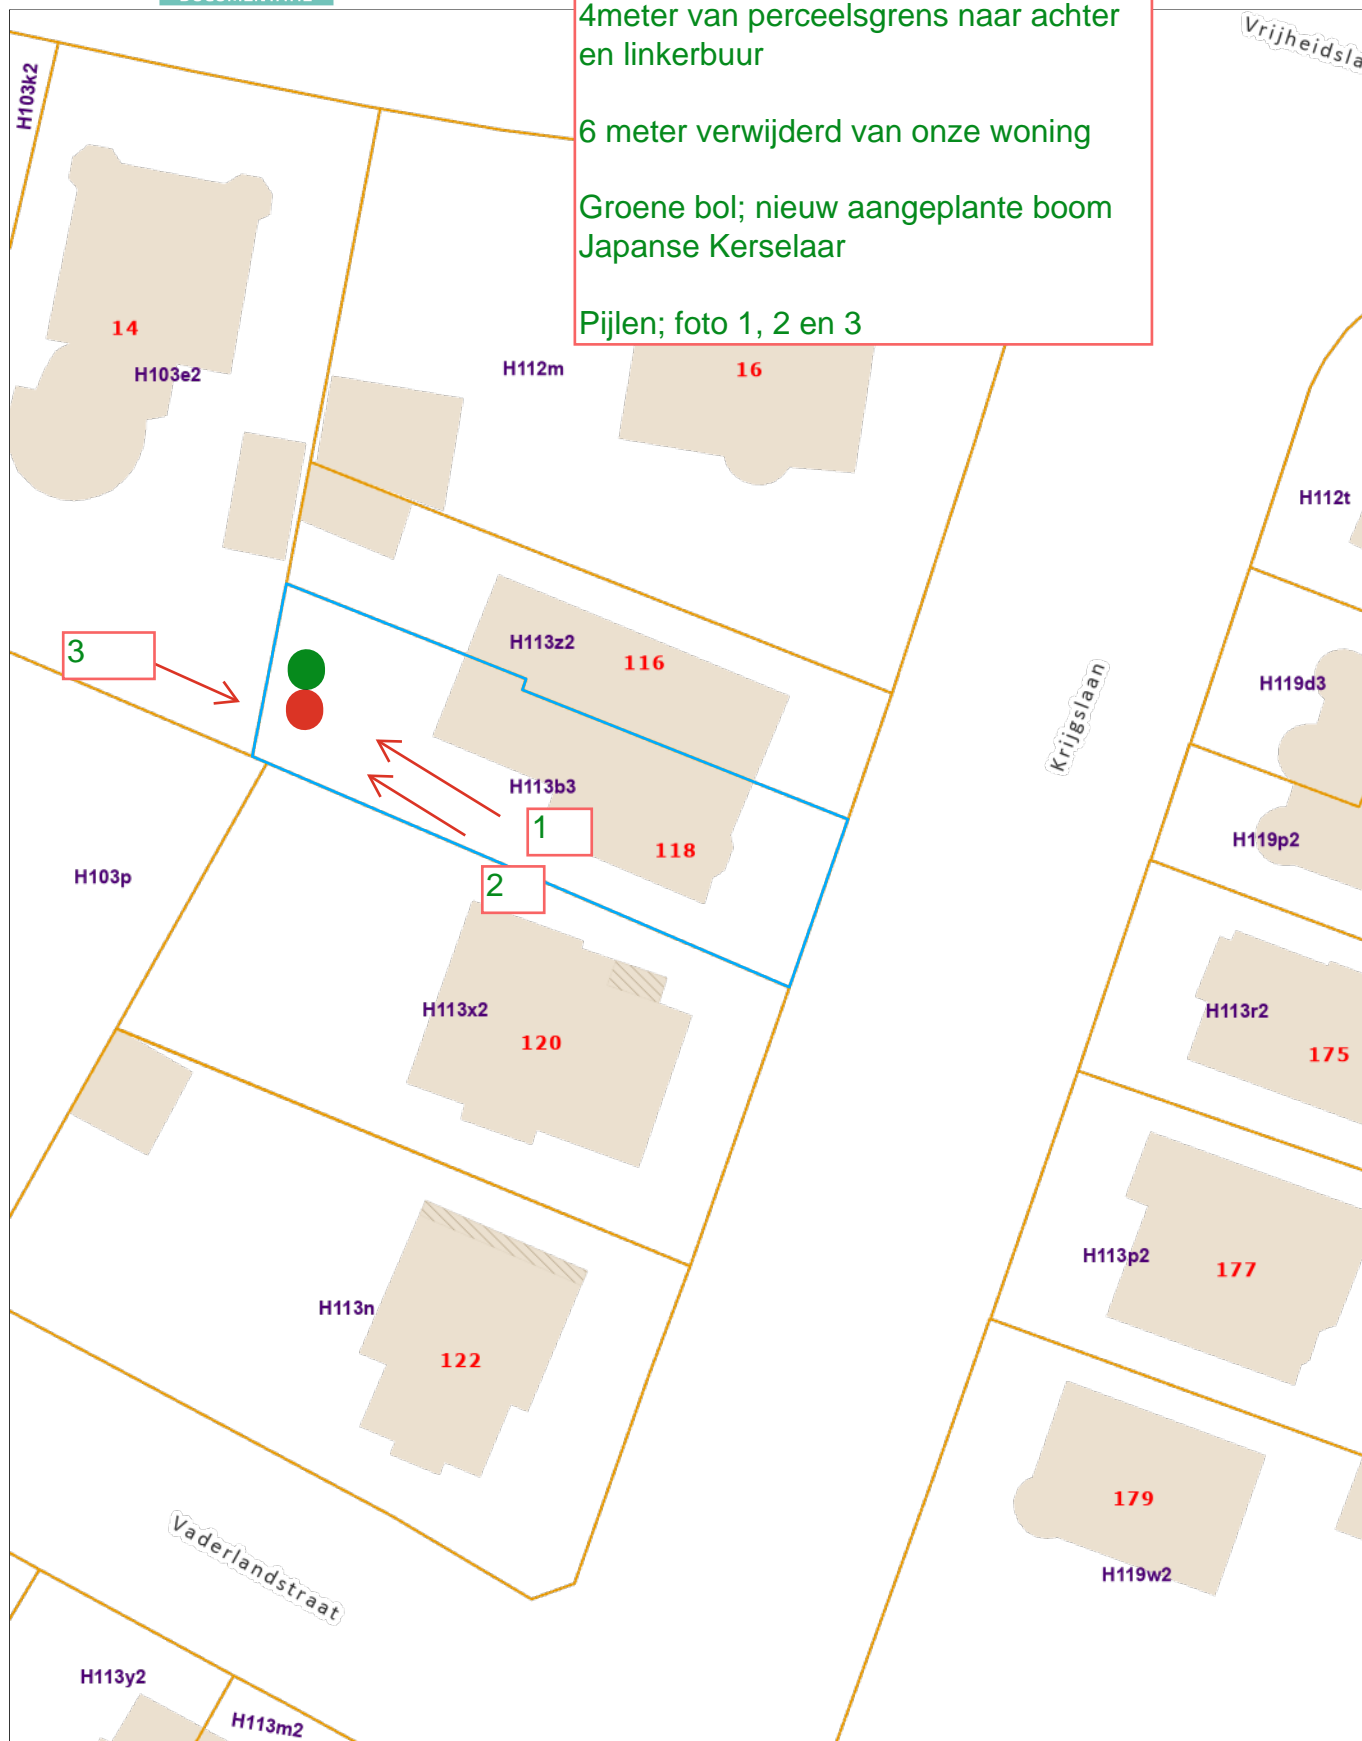 4meter van perceelsgrens naar achter
en linkerbuur
6 meter verwijderd van onze woning
Groene bol; nieuw aangeplante boom
Japanse Kerselaar
Pijlen; foto 1, 2 en 3
H103k2
14
H103e2
H112m
16
H112t
3
H113z2
116
H119d3
Krijgslaan
H113b3
1
118
H119p2
H103p
2
H113x2
120
H113r2
175
H113p2
177
H113n
122
179
H119w2
Vaderlandstraat
H113y2
H113m2